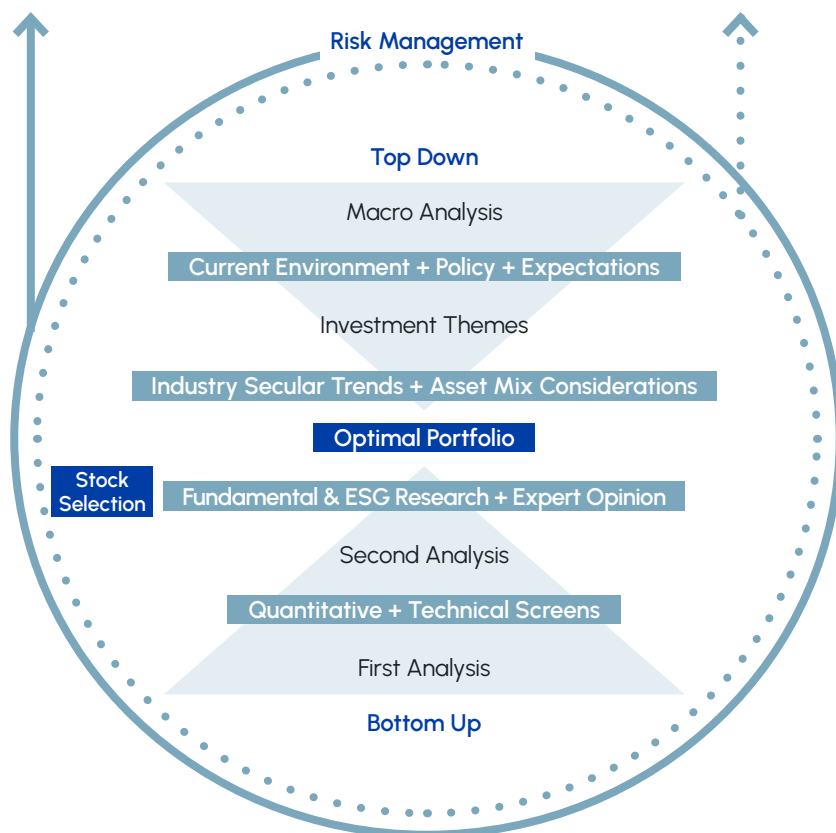 Risk Management
Top Down
Macro Analysis
Current Environment + Policy + Expectations
Investment Themes
Industry Secular Trends + Asset Mix Considerations
Optimal Portfolio
Stock
Selection
Fundamental & ESG Research + Expert Opinion
Second Analysis
Quantitative + Technical Screens
First Analysis
Bottom Up